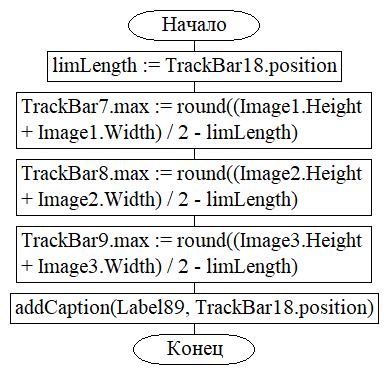 Начало
limLength := TrackBar18.position
TrackBar7.max := round((Image1.Height
+ Image1.Width) / 2 - limLength)
TrackBar8.max := round((Image2.Height
+ Image2.Width) / 2 - limLength)
TrackBar9.max := round((Image3.Height
+ Image3.Width) / 2 - limLength)
addCaption(Label89, TrackBar18.position)
Конец